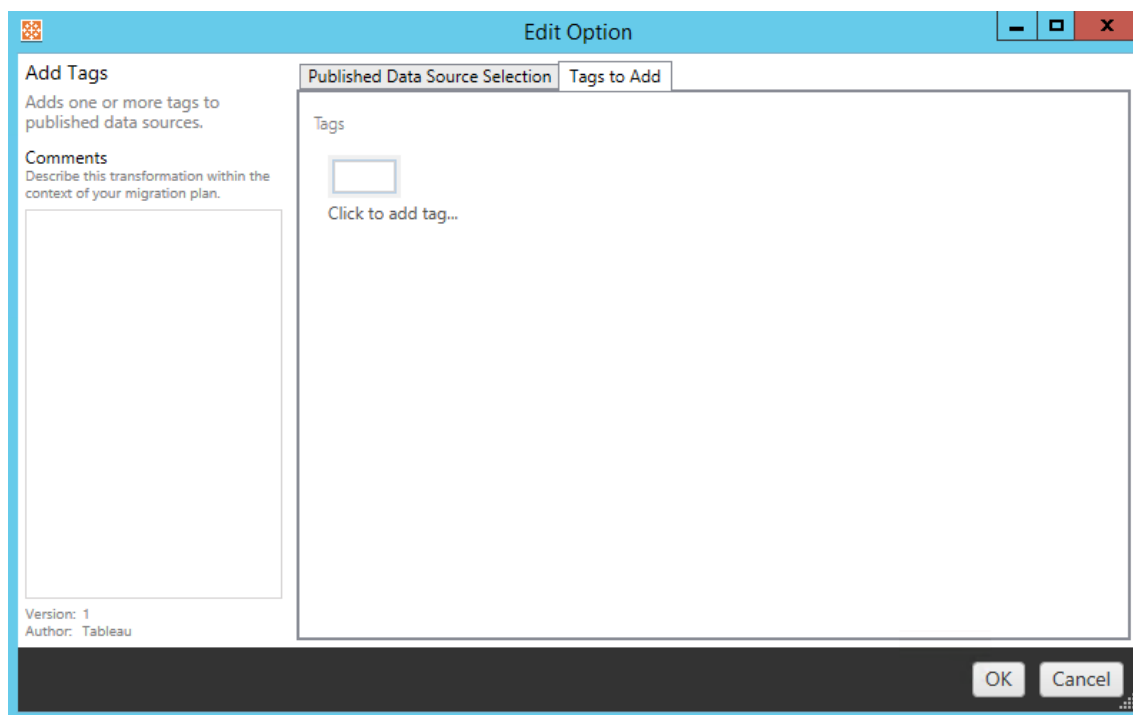 Edit Option
Add Tags
Adds one or more tags to
published data sources.
Comments
Describe this transformation within the
context of your migration plan.
Version: 1
Author: Tableau
Published Data Source Selection
Tags to Add
Tags
Click to add tag...
OK
Cancel